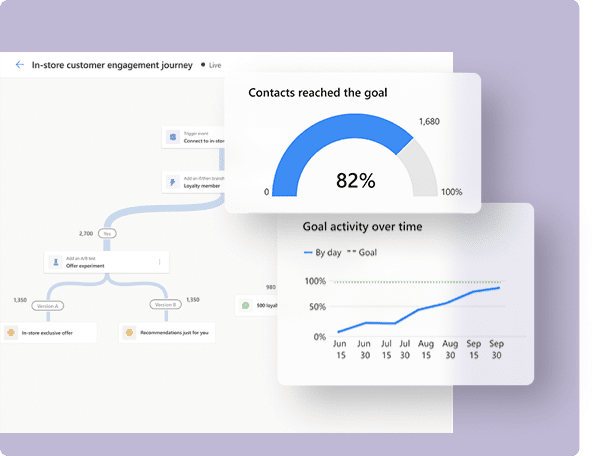 In-store customer engagement journey
Live
Trigger event
Connect to in-stor
Add an if/then branch
Loyalty member
2,700
Yes
Add an A/B test
Offer experiment
1,350
Version A
Version B
1,350
In-store exclusive offer
Recommendations just for you
980
500 loyalt
Contacts reached the goal
1,680
82%
0
100%
Goal activity over time
By day
Goal
100%
50%
0%
Jun Jun Jul Jul Aug Aug Sep Sep
15 30 15 30 15 30 15 30